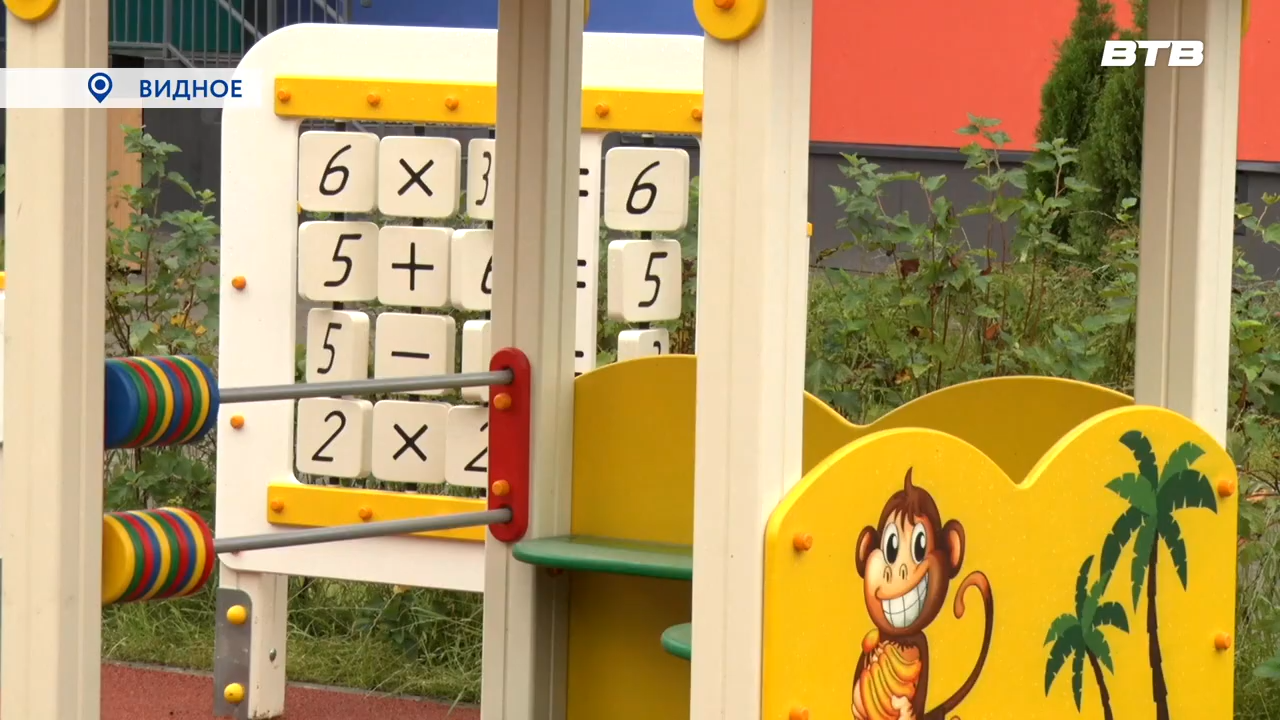 ВТВ
ВИДНОЕ
6 × 3 = 6
5 + 6 = 5
5 −
2 × 2